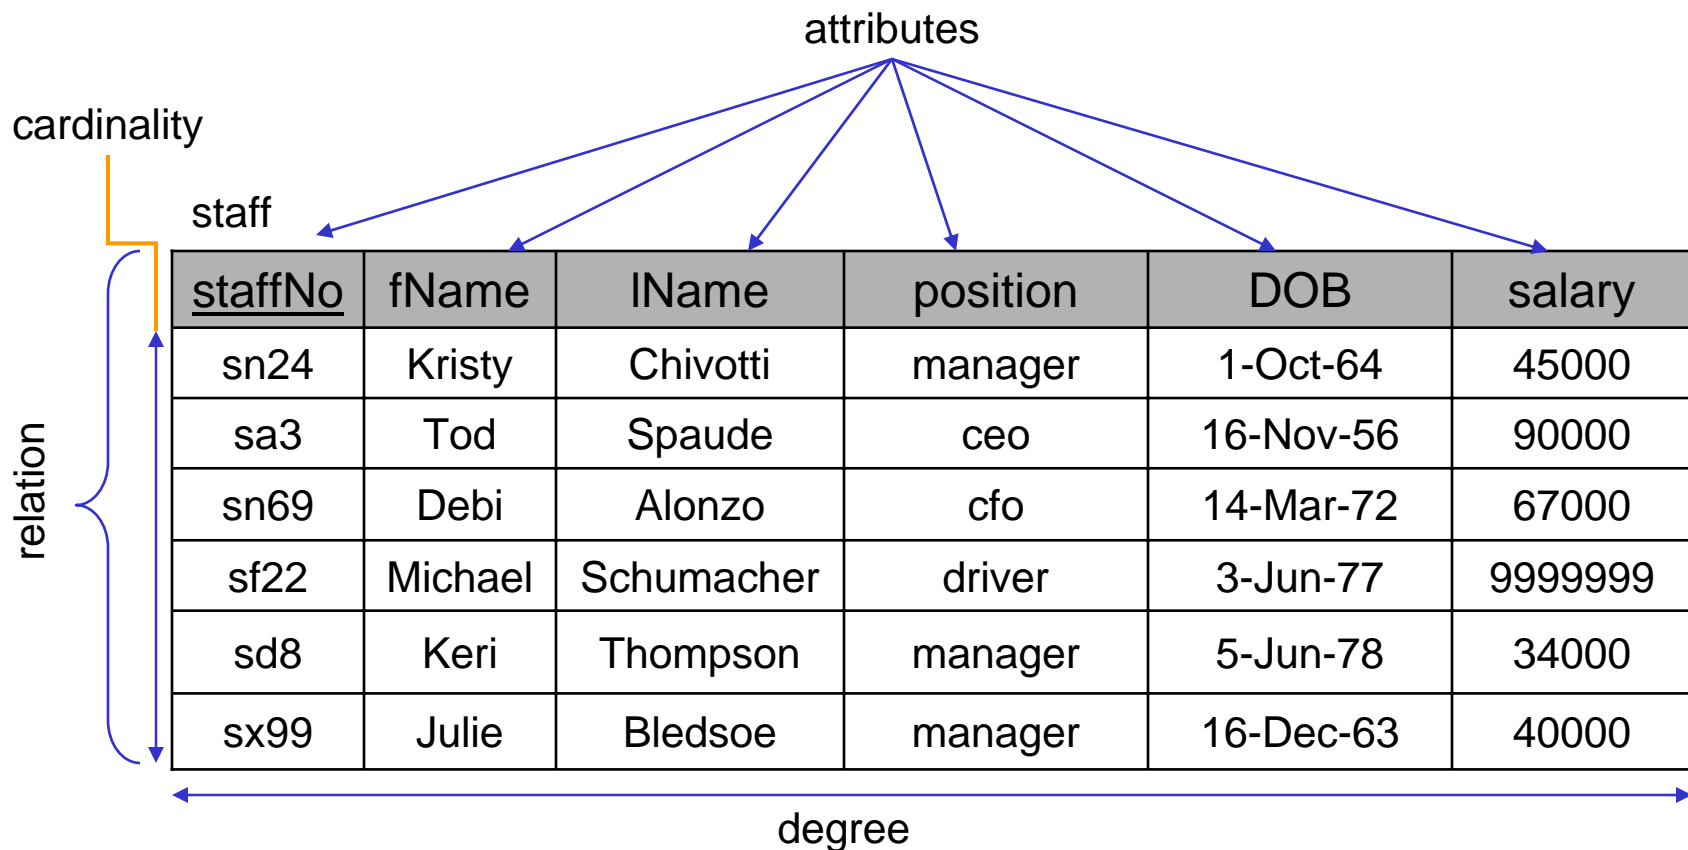 attributes
cardinality
staff
staffNo fName lName position DOB salary
sn24 Kristy Chivotti manager 1-Oct-64 45000
sa3 Tod Spaude ceo 16-Nov-56 90000
sn69 Debi Alonzo cfo 14-Mar-72 67000
sf22 Michael Schumacher driver 3-Jun-77 9999999
sd8 Keri Thompson manager 5-Jun-78 34000
sx99 Julie Bledsoe manager 16-Dec-63 40000
relation
degree